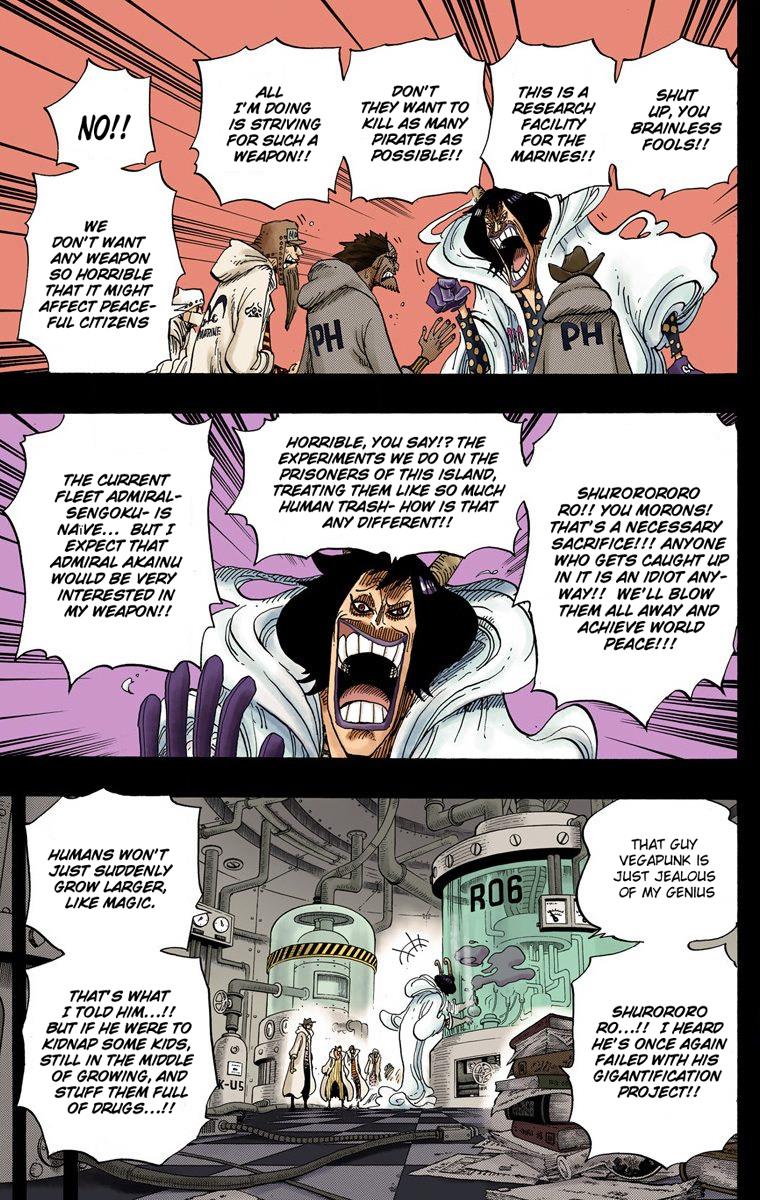 SHUT
UP, YOU
BRAINLESS
FOOLS!!
THIS IS A
RESEARCH
FACILITY
FOR THE
MARINES!!
DON'T
THEY WANT TO
KILL AS MANY
PIRATES AS
POSSIBLE!!
ALL
I'M DOING
IS STRIVING
FOR SUCH A
WEAPON!!
NO!!
WE
DON'T WANT
ANY WEAPON
SO HORRIBLE
THAT IT MIGHT
AFFECT PEACE-
FUL CITIZENS
MARINE
PH
PH
SHURORORORO
RO!! YOU MORONS!
THAT'S A NECESSARY
SACRIFICE!!! ANYONE
WHO GETS CAUGHT UP
IN IT IS AN IDIOT ANY-
WAY!! WE'LL BLOW
THEM ALL AWAY AND
ACHIEVE WORLD
PEACE!!!
HORRIBLE, YOU SAY!? THE
EXPERIMENTS WE DO ON THE
PRISONERS OF THIS ISLAND,
TREATING THEM LIKE SO MUCH
HUMAN TRASH- HOW IS THAT
ANY DIFFERENT!!
THE CURRENT
FLEET ADMIRAL-
SENGOKU- IS
NAïVE... BUT I
EXPECT THAT
ADMIRAL AKAINU
WOULD BE VERY
INTERESTED IN
MY WEAPON!!
THAT GUY
VEGAPUNK IS
JUST JEALOUS
OF MY GENIUS
SHURORORO
RO...!! I HEARD
HE'S ONCE AGAIN
FAILED WITH HIS
GIGANTIFICATION
PROJECT!!
R06
HUMANS WON'T
JUST SUDDENLY
GROW LARGER,
LIKE MAGIC.
THAT'S WHAT
I TOLD HIM...!!
BUT IF HE WERE TO
KIDNAP SOME KIDS,
STILL IN THE MIDDLE
OF GROWING, AND
STUFF THEM FULL
OF DRUGS...!!
K-U5